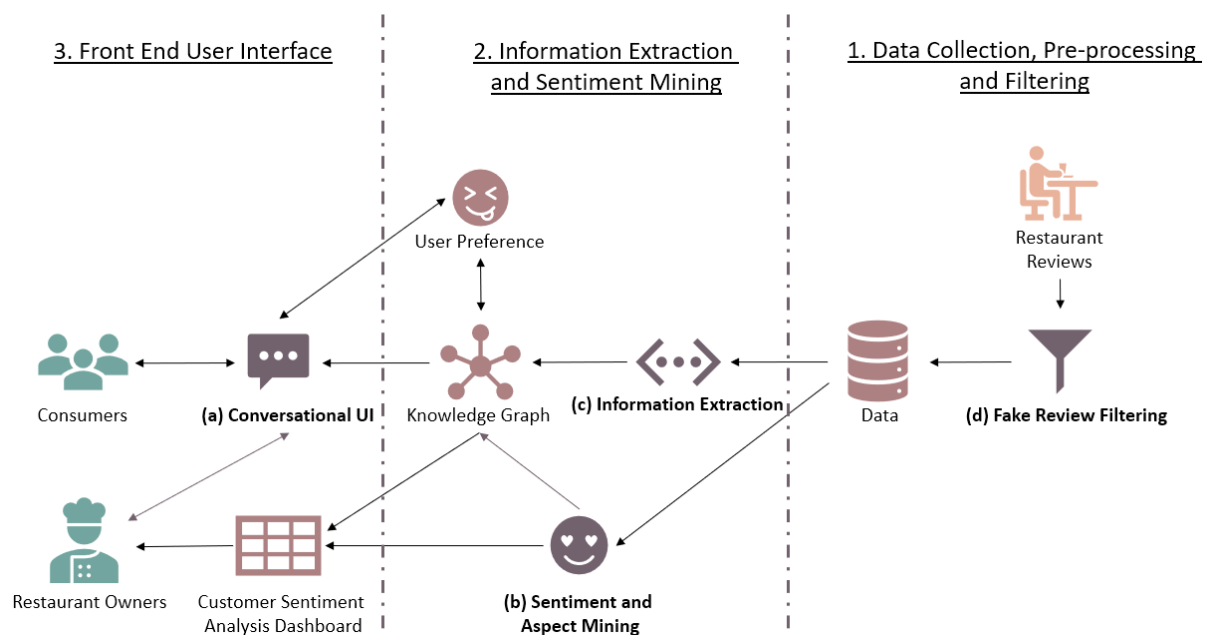 3. Front End User Interface
2. Information Extraction
and Sentiment Mining
1. Data Collection, Pre-processing
and Filtering
User Preference
Restaurant
Reviews
Consumers
(a) Conversational UI
Knowledge Graph
(c) Information Extraction
Data
(d) Fake Review Filtering
Restaurant Owners
Customer Sentiment
Analysis Dashboard
(b) Sentiment and
Aspect Mining